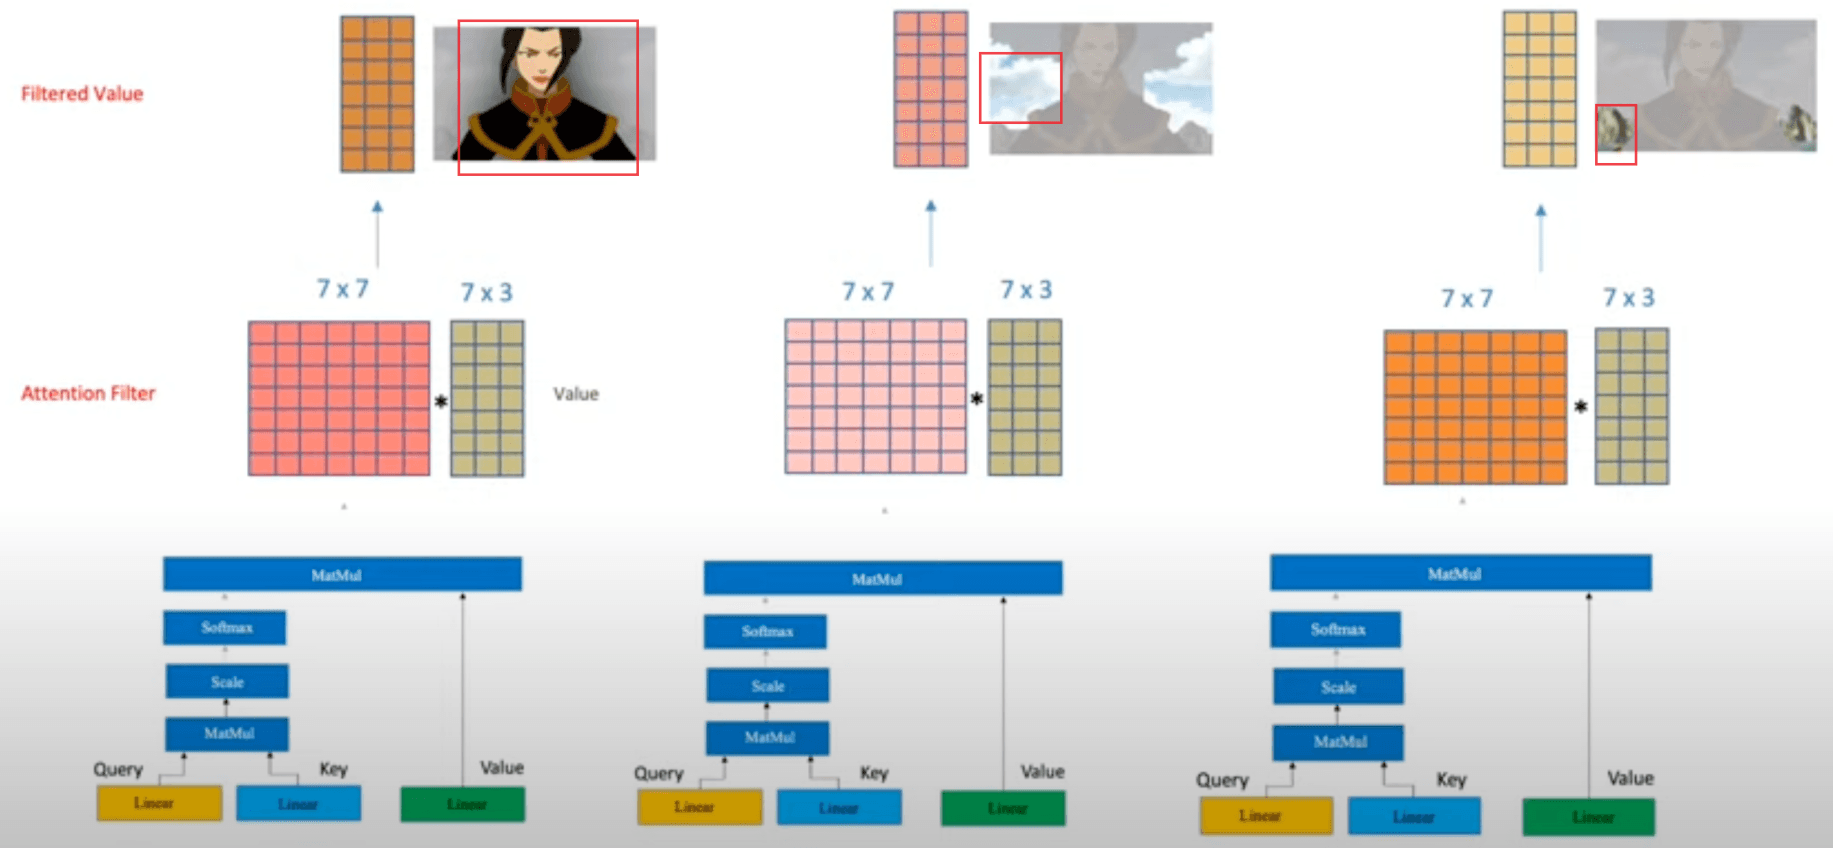 Filtered Value
7 x 7
7 x 3
7 x 7
7 x 3
7 x 7
7 x 3
Attention Filter
*
Value
*
*
MatMul
MatMul
MatMul
Softmax
Softmax
Softmax
Scale
Scale
Scale
MatMul
MatMul
MatMul
Query
Key
Value
Query
Key
Value
Query
Key
Value
Linear
Linear
Linear
Linear
Linear
Linear
Linear
Linear
Linear